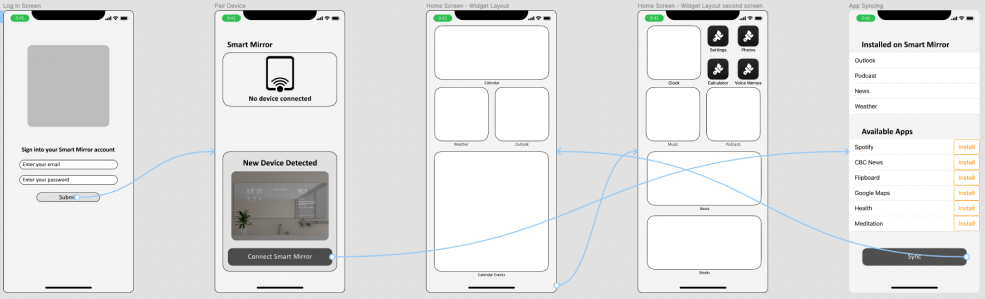 Log In Screen
9:41
Sign into your Smart Mirror account
Enter your email
Enter your password
Submit
Pair Device
9:41
Smart Mirror
No device connected
New Device Detected
Connect Smart Mirror
Home Screen - Widget Layout
9:41
Calendar
Weather
Outlook
Calendar Events
Home Screen - Widget Layout second screen
9:41
Settings
Photos
Clock
Calculator
Voice Memos
Music
Podcasts
News
Stocks
App Syncing
9:41
Installed on Smart Mirror
Outlook
Podcast
News
Weather
Available Apps
Spotify Install
CBC News Install
Flipboard Install
Google Maps Install
Health Install
Meditation Install
Sync